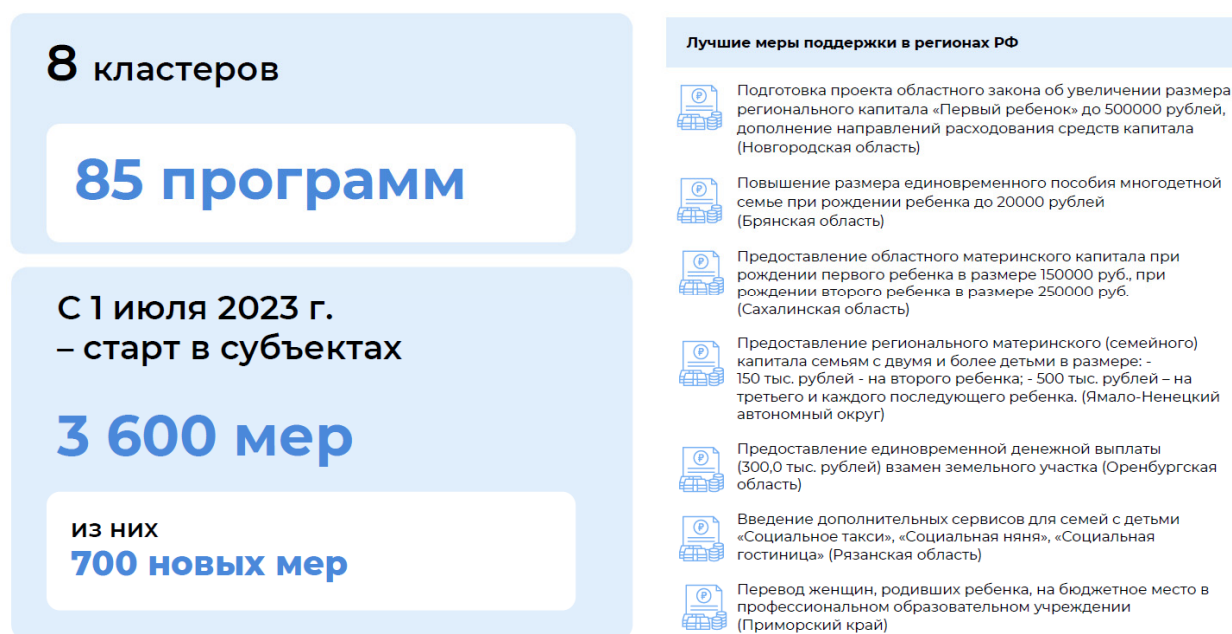 8 кластеров
85 программ
С 1 июля 2023 г.
– старт в субъектах
3 600 мер
из них
700 новых мер
Лучшие меры поддержки в регионах РФ
Подготовка проекта областного закона об увеличении размера
регионального капитала «Первый ребенок» до 500000 рублей,
дополнение направлений расходования средств капитала
(Новгородская область)
Повышение размера единовременного пособия многодетной
семье при рождении ребенка до 20000 рублей
(Брянская область)
Предоставление областного материнского капитала при
рождении первого ребенка в размере 150000 руб., при
рождении второго ребенка в размере 250000 руб.
(Сахалинская область)
Предоставление регионального материнского (семейного)
капитала семьям с двумя и более детьми в размере: -
150 тыс. рублей - на второго ребенка; - 500 тыс. рублей – на
третьего и каждого последующего ребенка. (Ямало-Ненецкий
автономный округ)
Предоставление единовременной денежной выплаты
(300,0 тыс. рублей) взамен земельного участка (Оренбургская
область)
Введение дополнительных сервисов для семей с детьми
«Социальное такси», «Социальная няня», «Социальная
гостиница» (Рязанская область)
Перевод женщин, родивших ребенка, на бюджетное место в
профессиональном образовательном учреждении
(Приморский край)